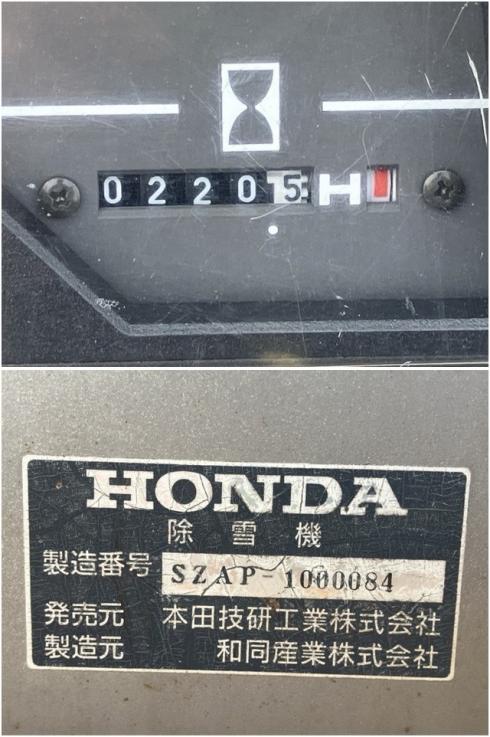 02205 H
HONDA
除雪機
製造番号 SZAP-1000084
発売元 本田技研工業株式会社
製造元 和同産業株式会社